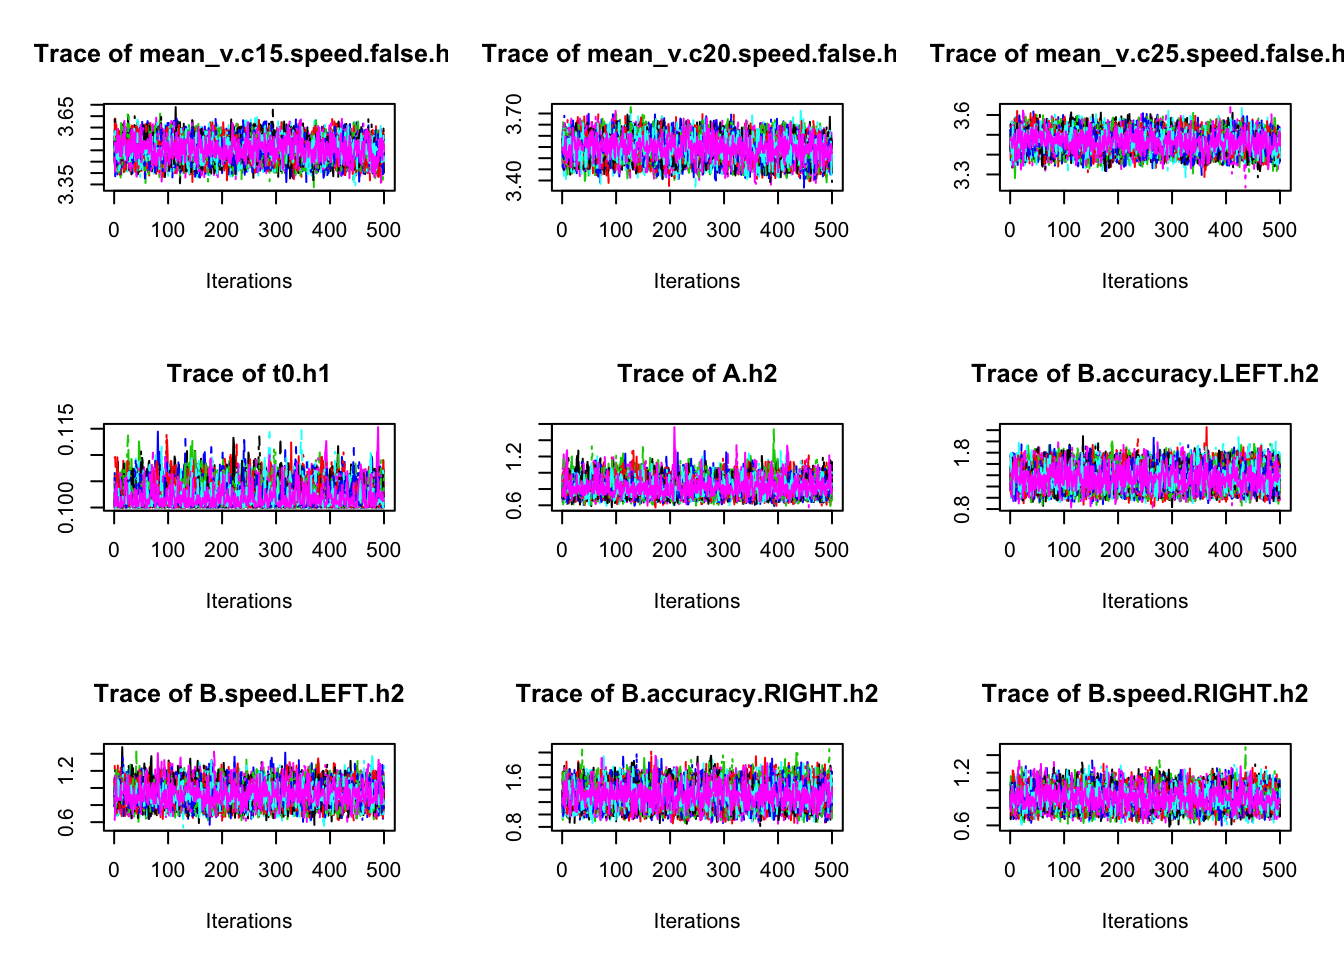 Trace of mean_v.c15.speed.false.h
Trace of mean_v.c20.speed.false.h
Trace of mean_v.c25.speed.false.h
3.35 3.65
0 100 200 300 400 500
Iterations
3.40 3.70
0 100 200 300 400 500
Iterations
3.3 3.6
0 100 200 300 400 500
Iterations
Trace of t0.h1
Trace of A.h2
Trace of B.accuracy.LEFT.h2
0.100 0.115
0 100 200 300 400 500
Iterations
0.6 1.2
0 100 200 300 400 500
Iterations
0.8 1.8
0 100 200 300 400 500
Iterations
Trace of B.speed.LEFT.h2
Trace of B.accuracy.RIGHT.h2
Trace of B.speed.RIGHT.h2
0.6 1.2
0 100 200 300 400 500
Iterations
0.8 1.6
0 100 200 300 400 500
Iterations
0.6 1.2
0 100 200 300 400 500
Iterations